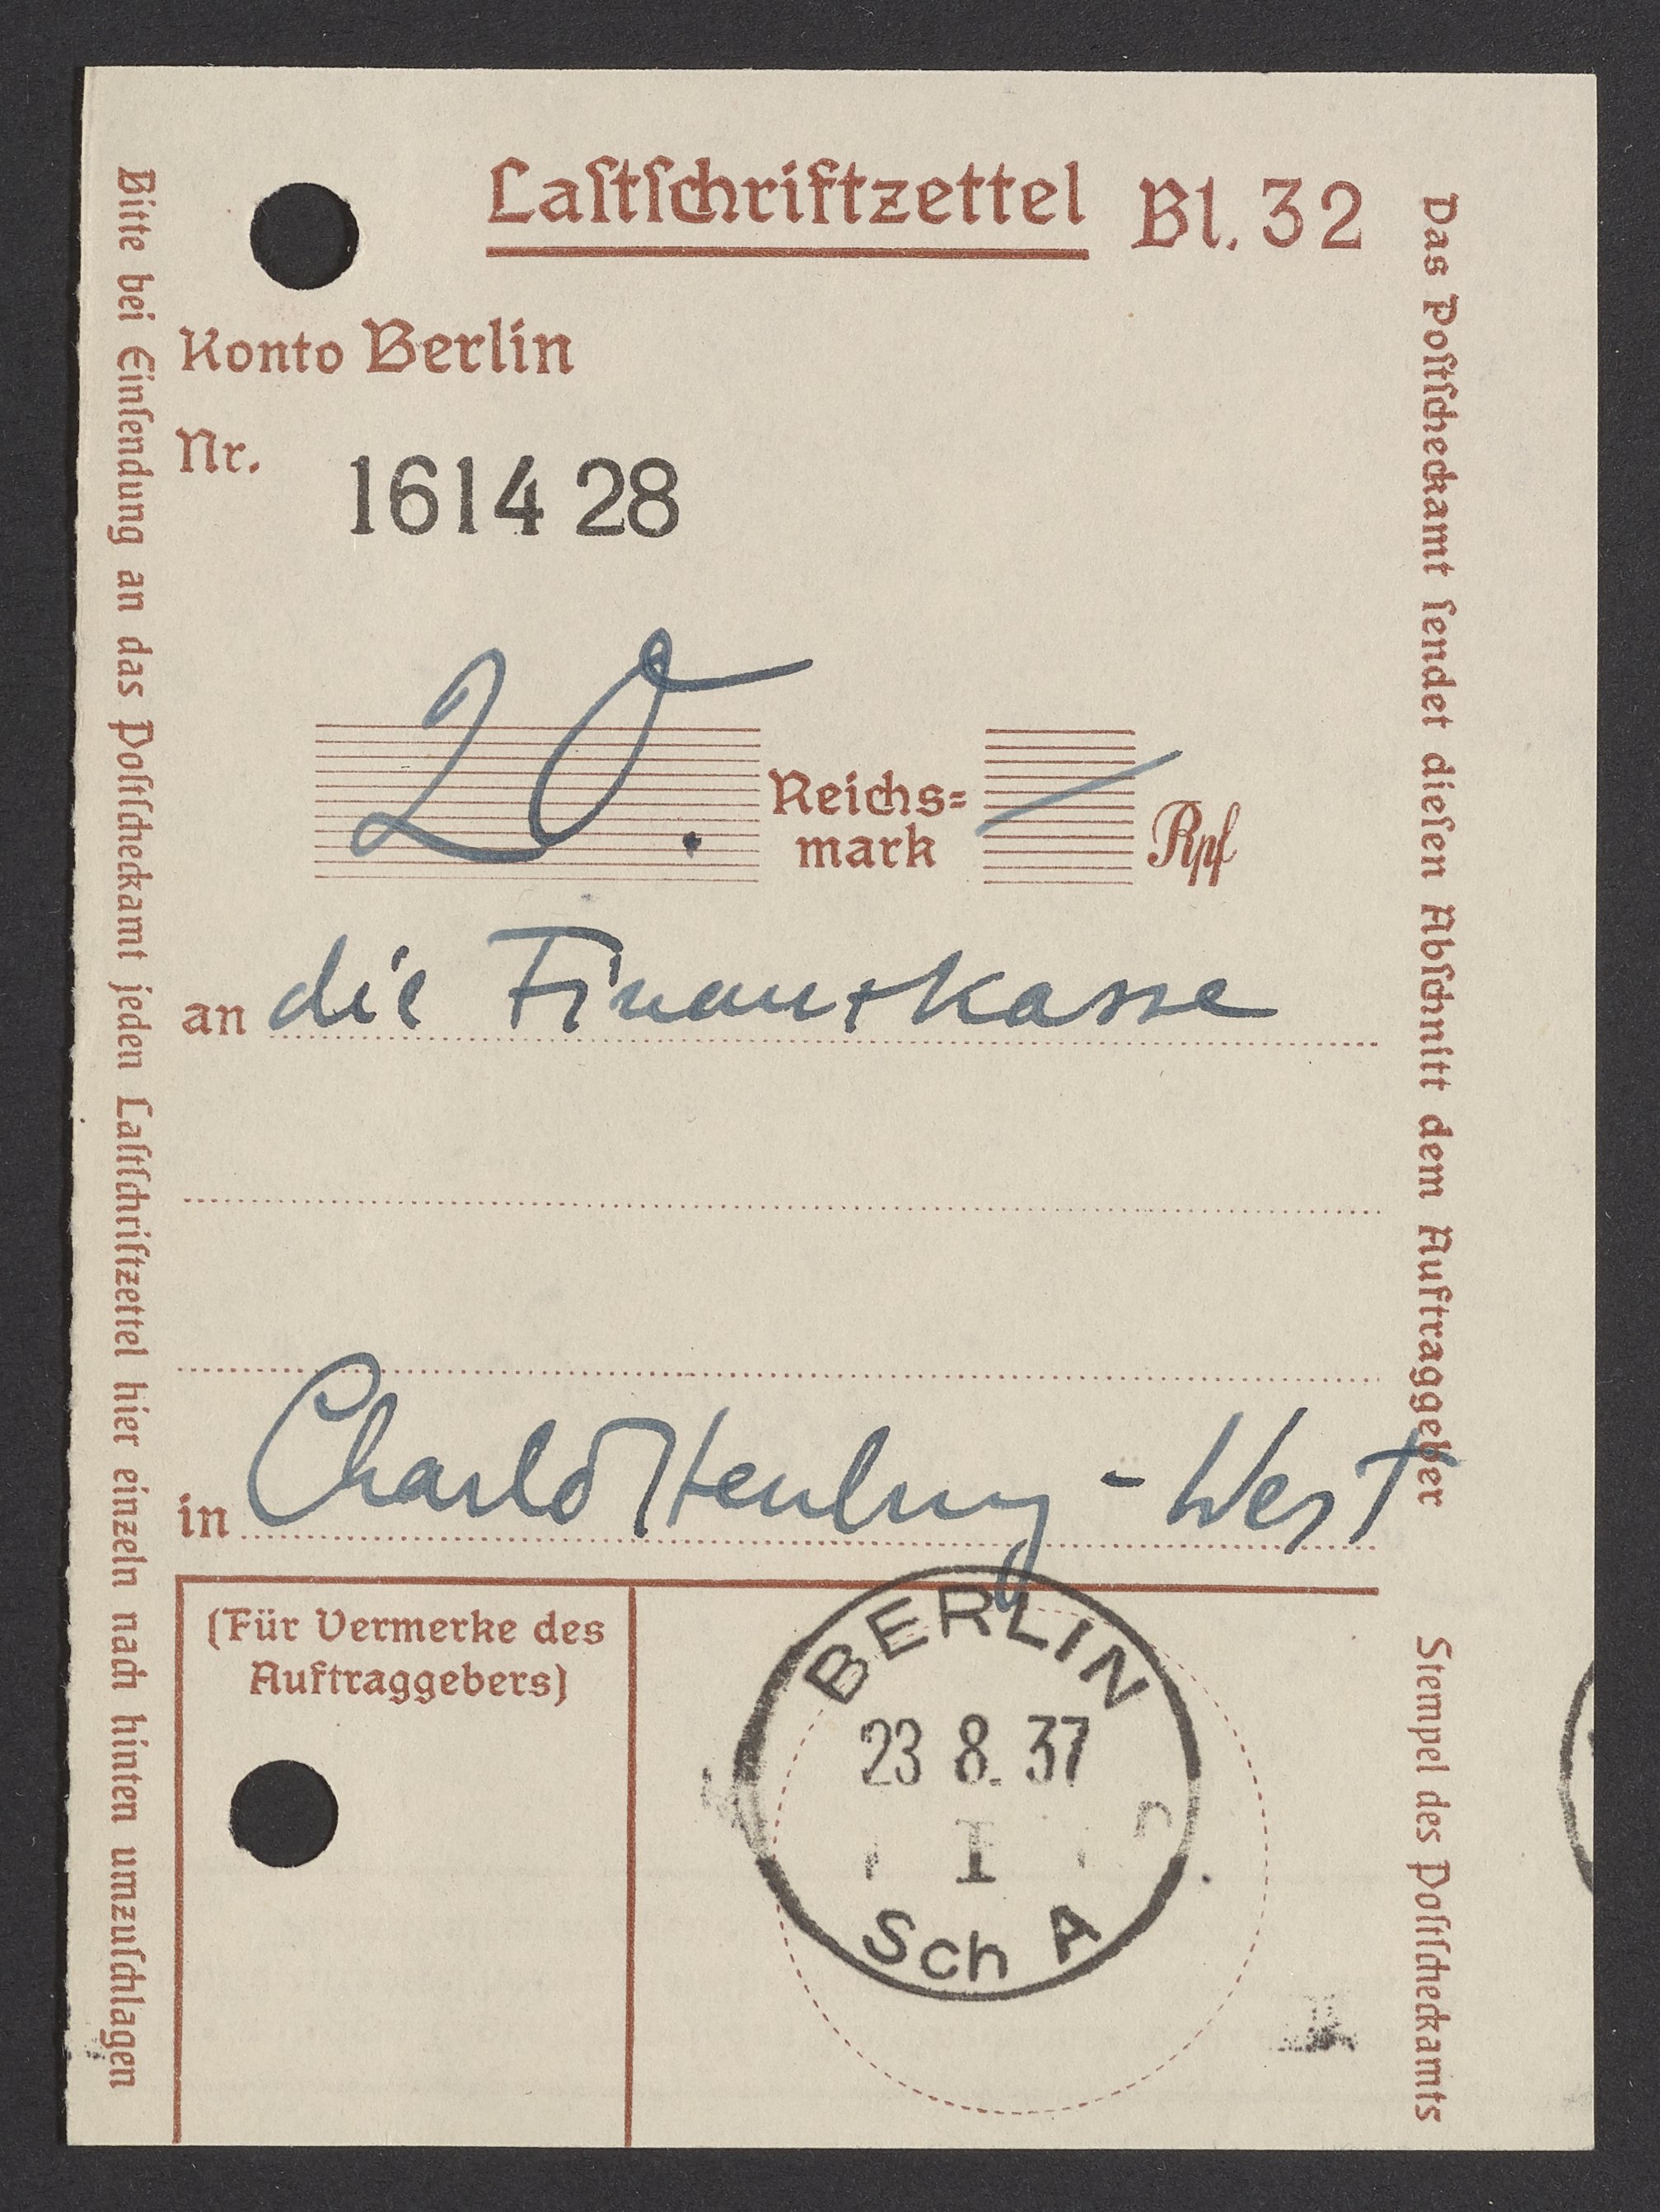 Laſtſchriftzettel Bl. 32
Konto Berlin
Nr. 1614 28
20.- Reichs=
mark — Rpf
an die Finanzkasse
in Charlottenburg - West
(Für Vermerke des
Auftraggebers)
BERLIN
23 8. 37
I
Sch A
Bitte bei Einſendung an das Poſtſcheckamt jeden Laſtſchriftzettel hier einzeln nach hinten umzuſchlagen
Das Poſtſcheckamt ſendet dieſen Abſchnitt dem Auftraggeber
Stempel des Poſtſcheckamts